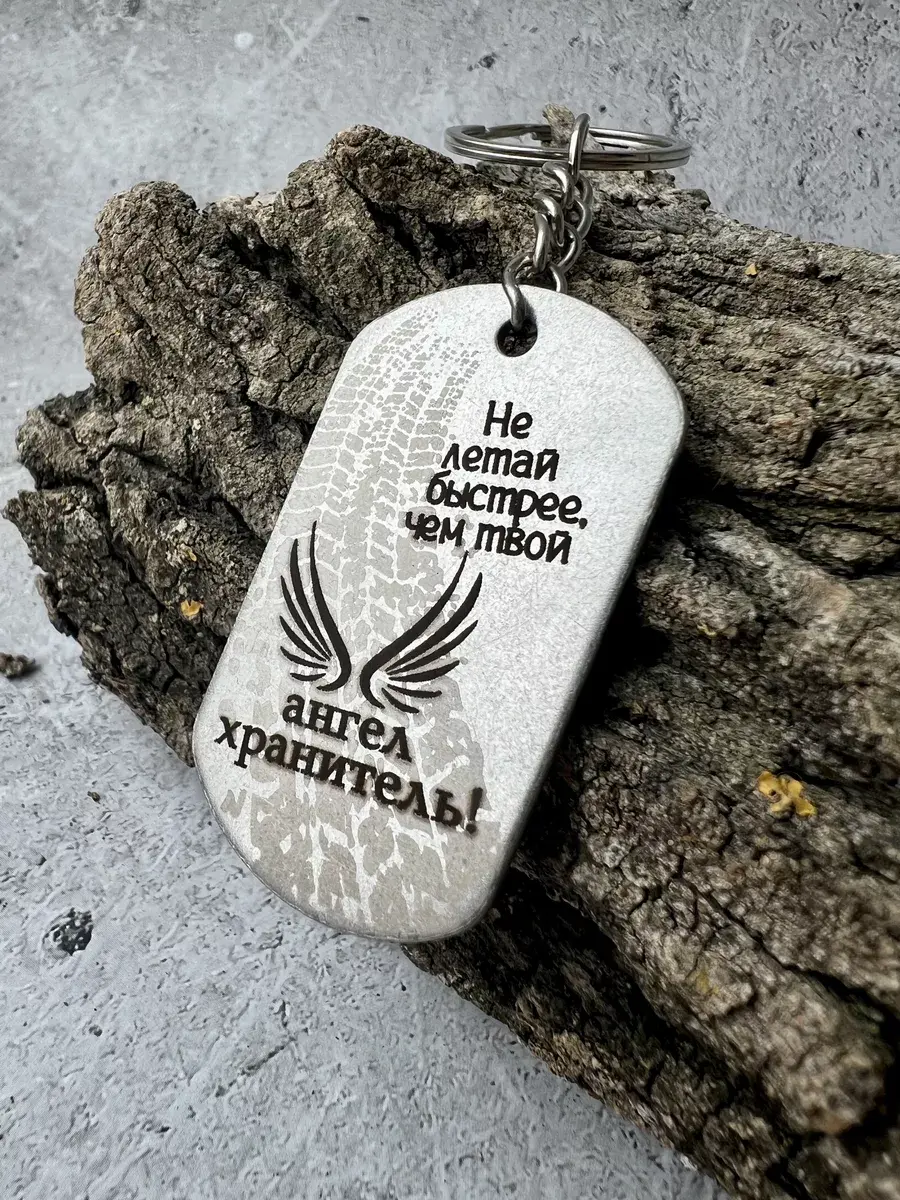 Не
летай
быстрее,
чем твой
ангел
хранитель!